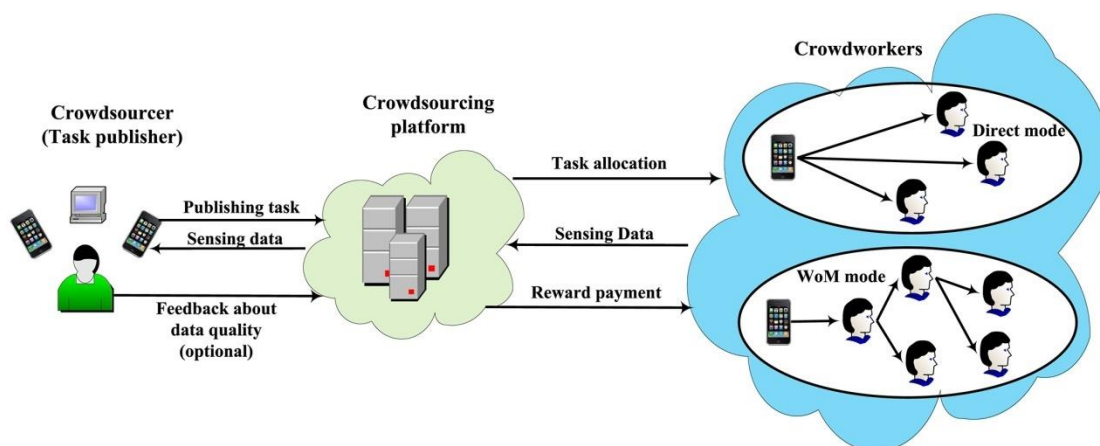 Crowdsourcer
(Task publisher)
Publishing task
Sensing data
Feedback about
data quality
(optional)
Crowdsourcing
platform
Task allocation
Sensing Data
Reward payment
Crowdworkers
Direct mode
WoM mode